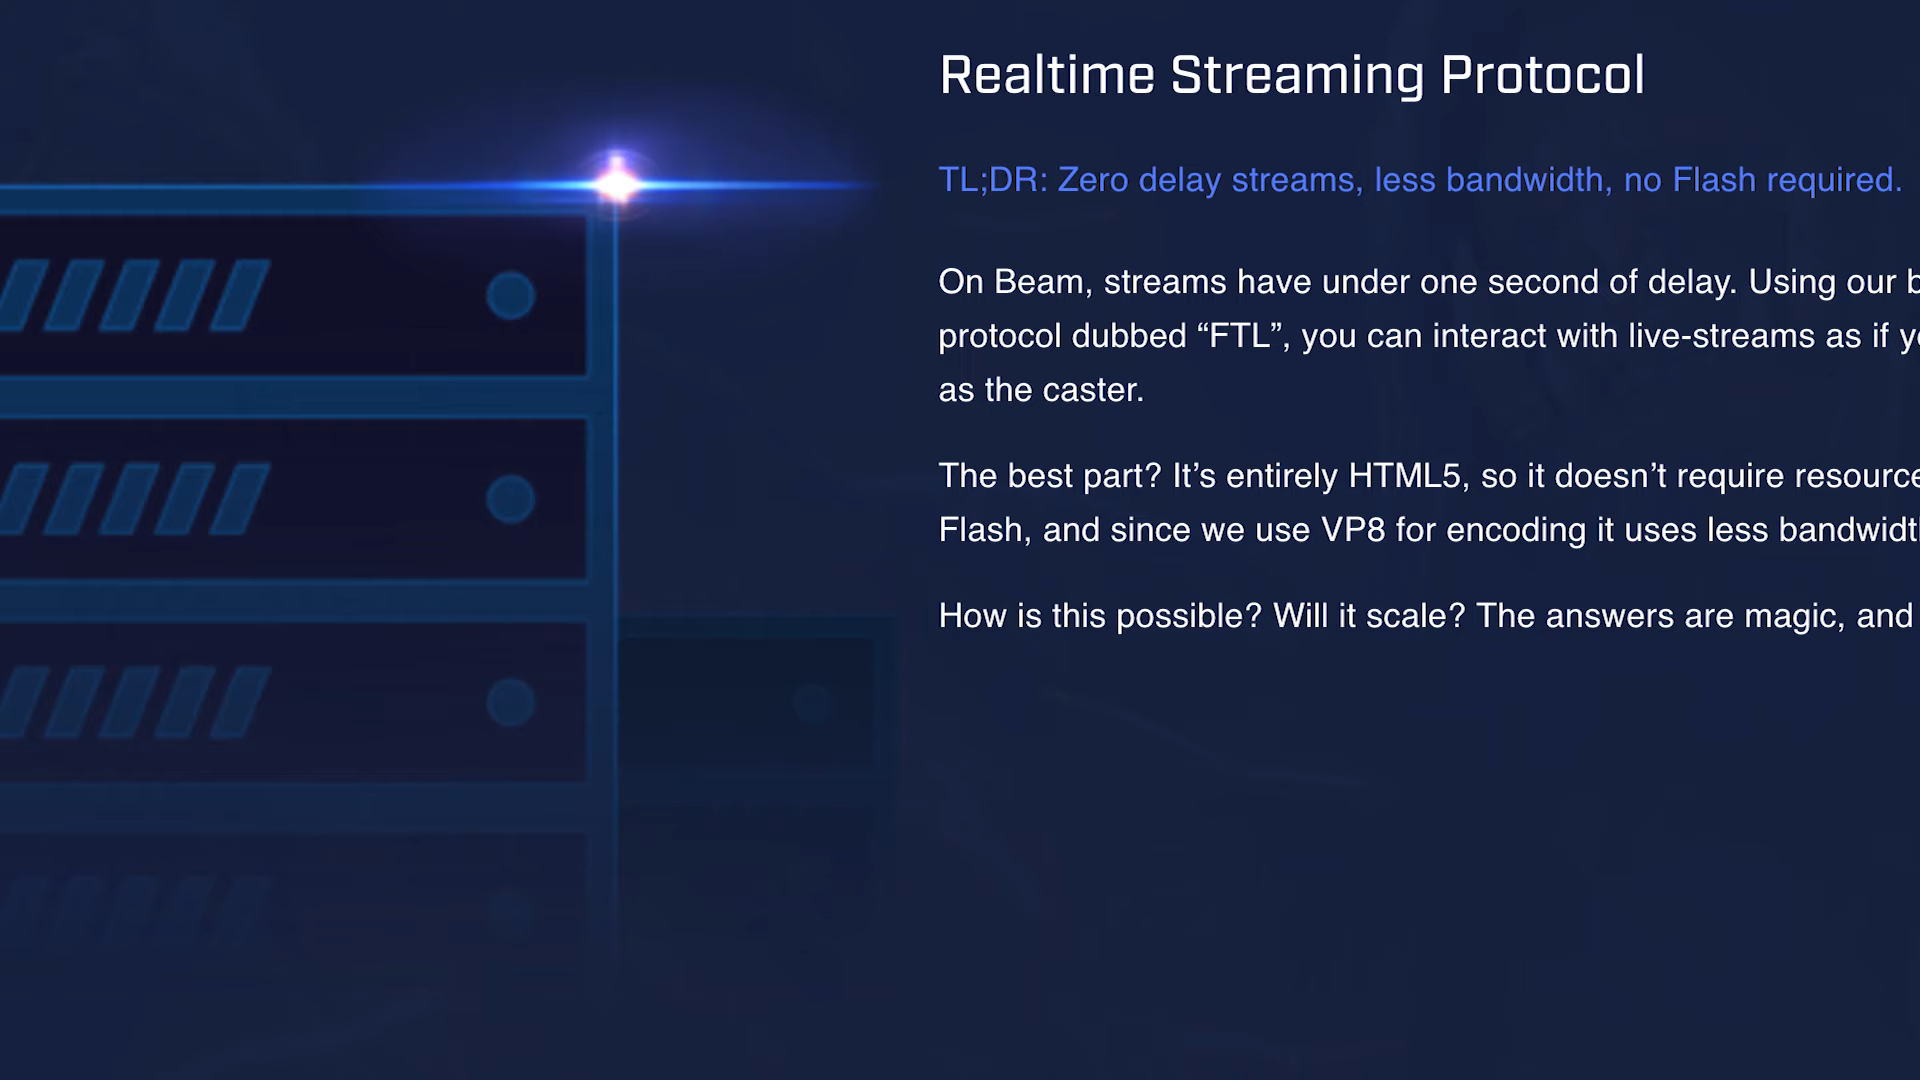 Realtime Streaming Protocol
TL;DR: Zero delay streams, less bandwidth, no Flash required.
On Beam, streams have under one second of delay. Using our
protocol dubbed “FTL”, you can interact with live-streams as if
as the caster.
The best part? It’s entirely HTML5, so it doesn’t require
Flash, and since we use VP8 for encoding it uses less
How is this possible? Will it scale? The answers are magic, and